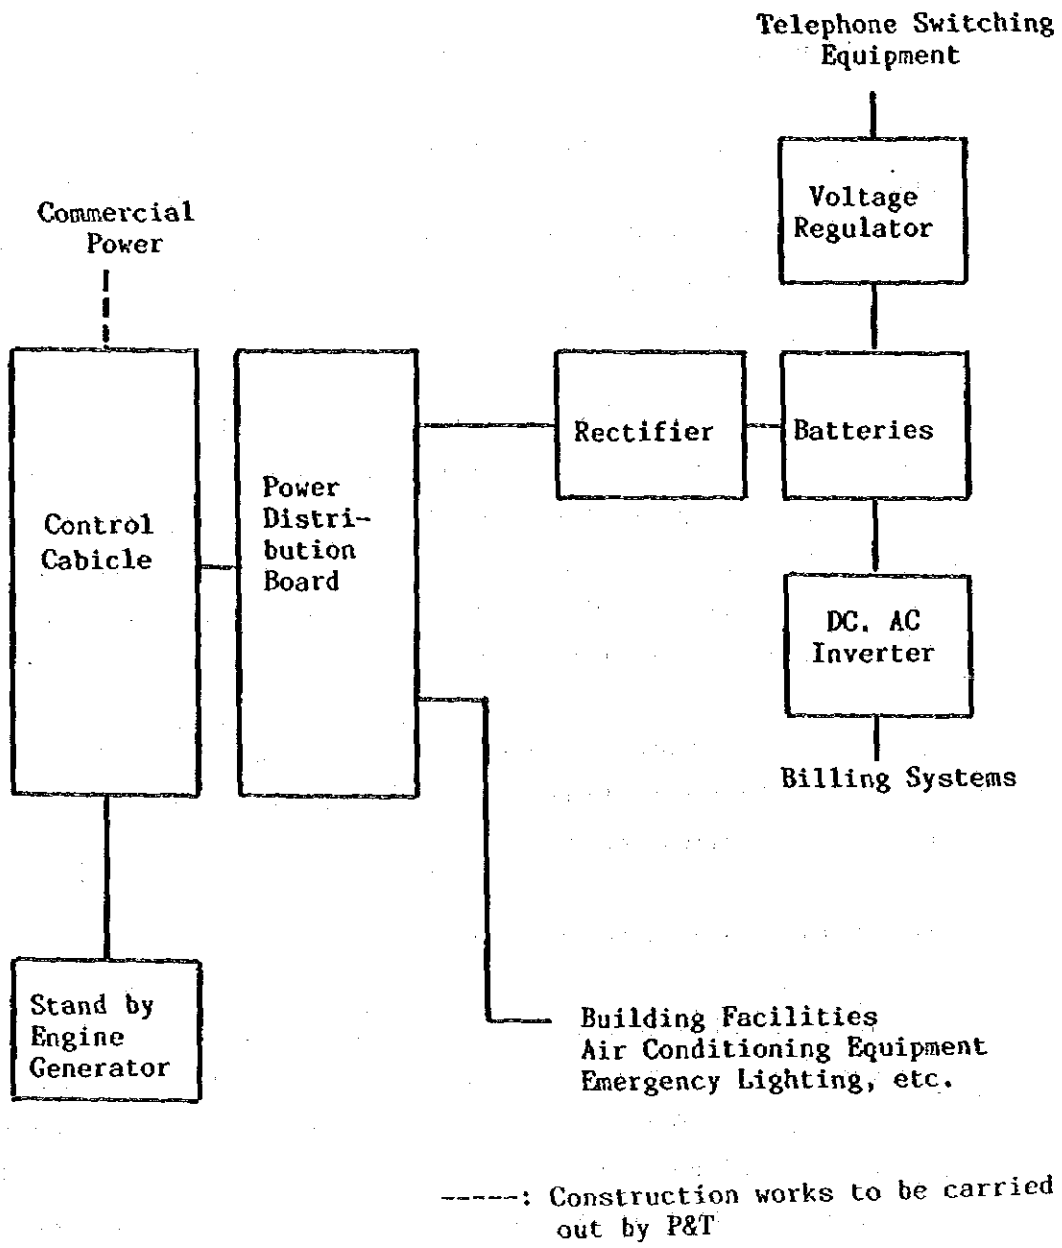 Telephone Switching
Equipment
Voltage
Regulator
Commercial
Power
Control
Cabicle
Power
Distri-
bution
Board
Rectifier
Batteries
DC. AC
Inverter
Billing Systems
Stand by
Engine
Generator
Building Facilities
Air Conditioning Equipment
Emergency Lighting, etc.
-----: Construction works to be carried
out by P&T